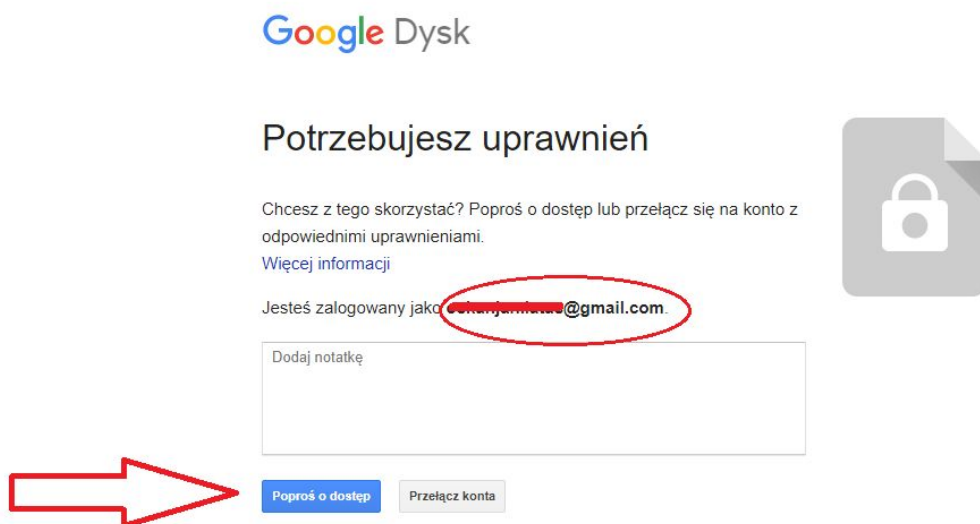 Google Dysk
Potrzebujesz uprawnień
Chcesz z tego skorzystać? Poproś o dostęp lub przełącz się na konto z
odpowiednimi uprawnieniami.
Więcej informacji
Jesteś zalogowany jako @gmail.com.
Dodaj notatkę
Poproś o dostęp Przełącz konta